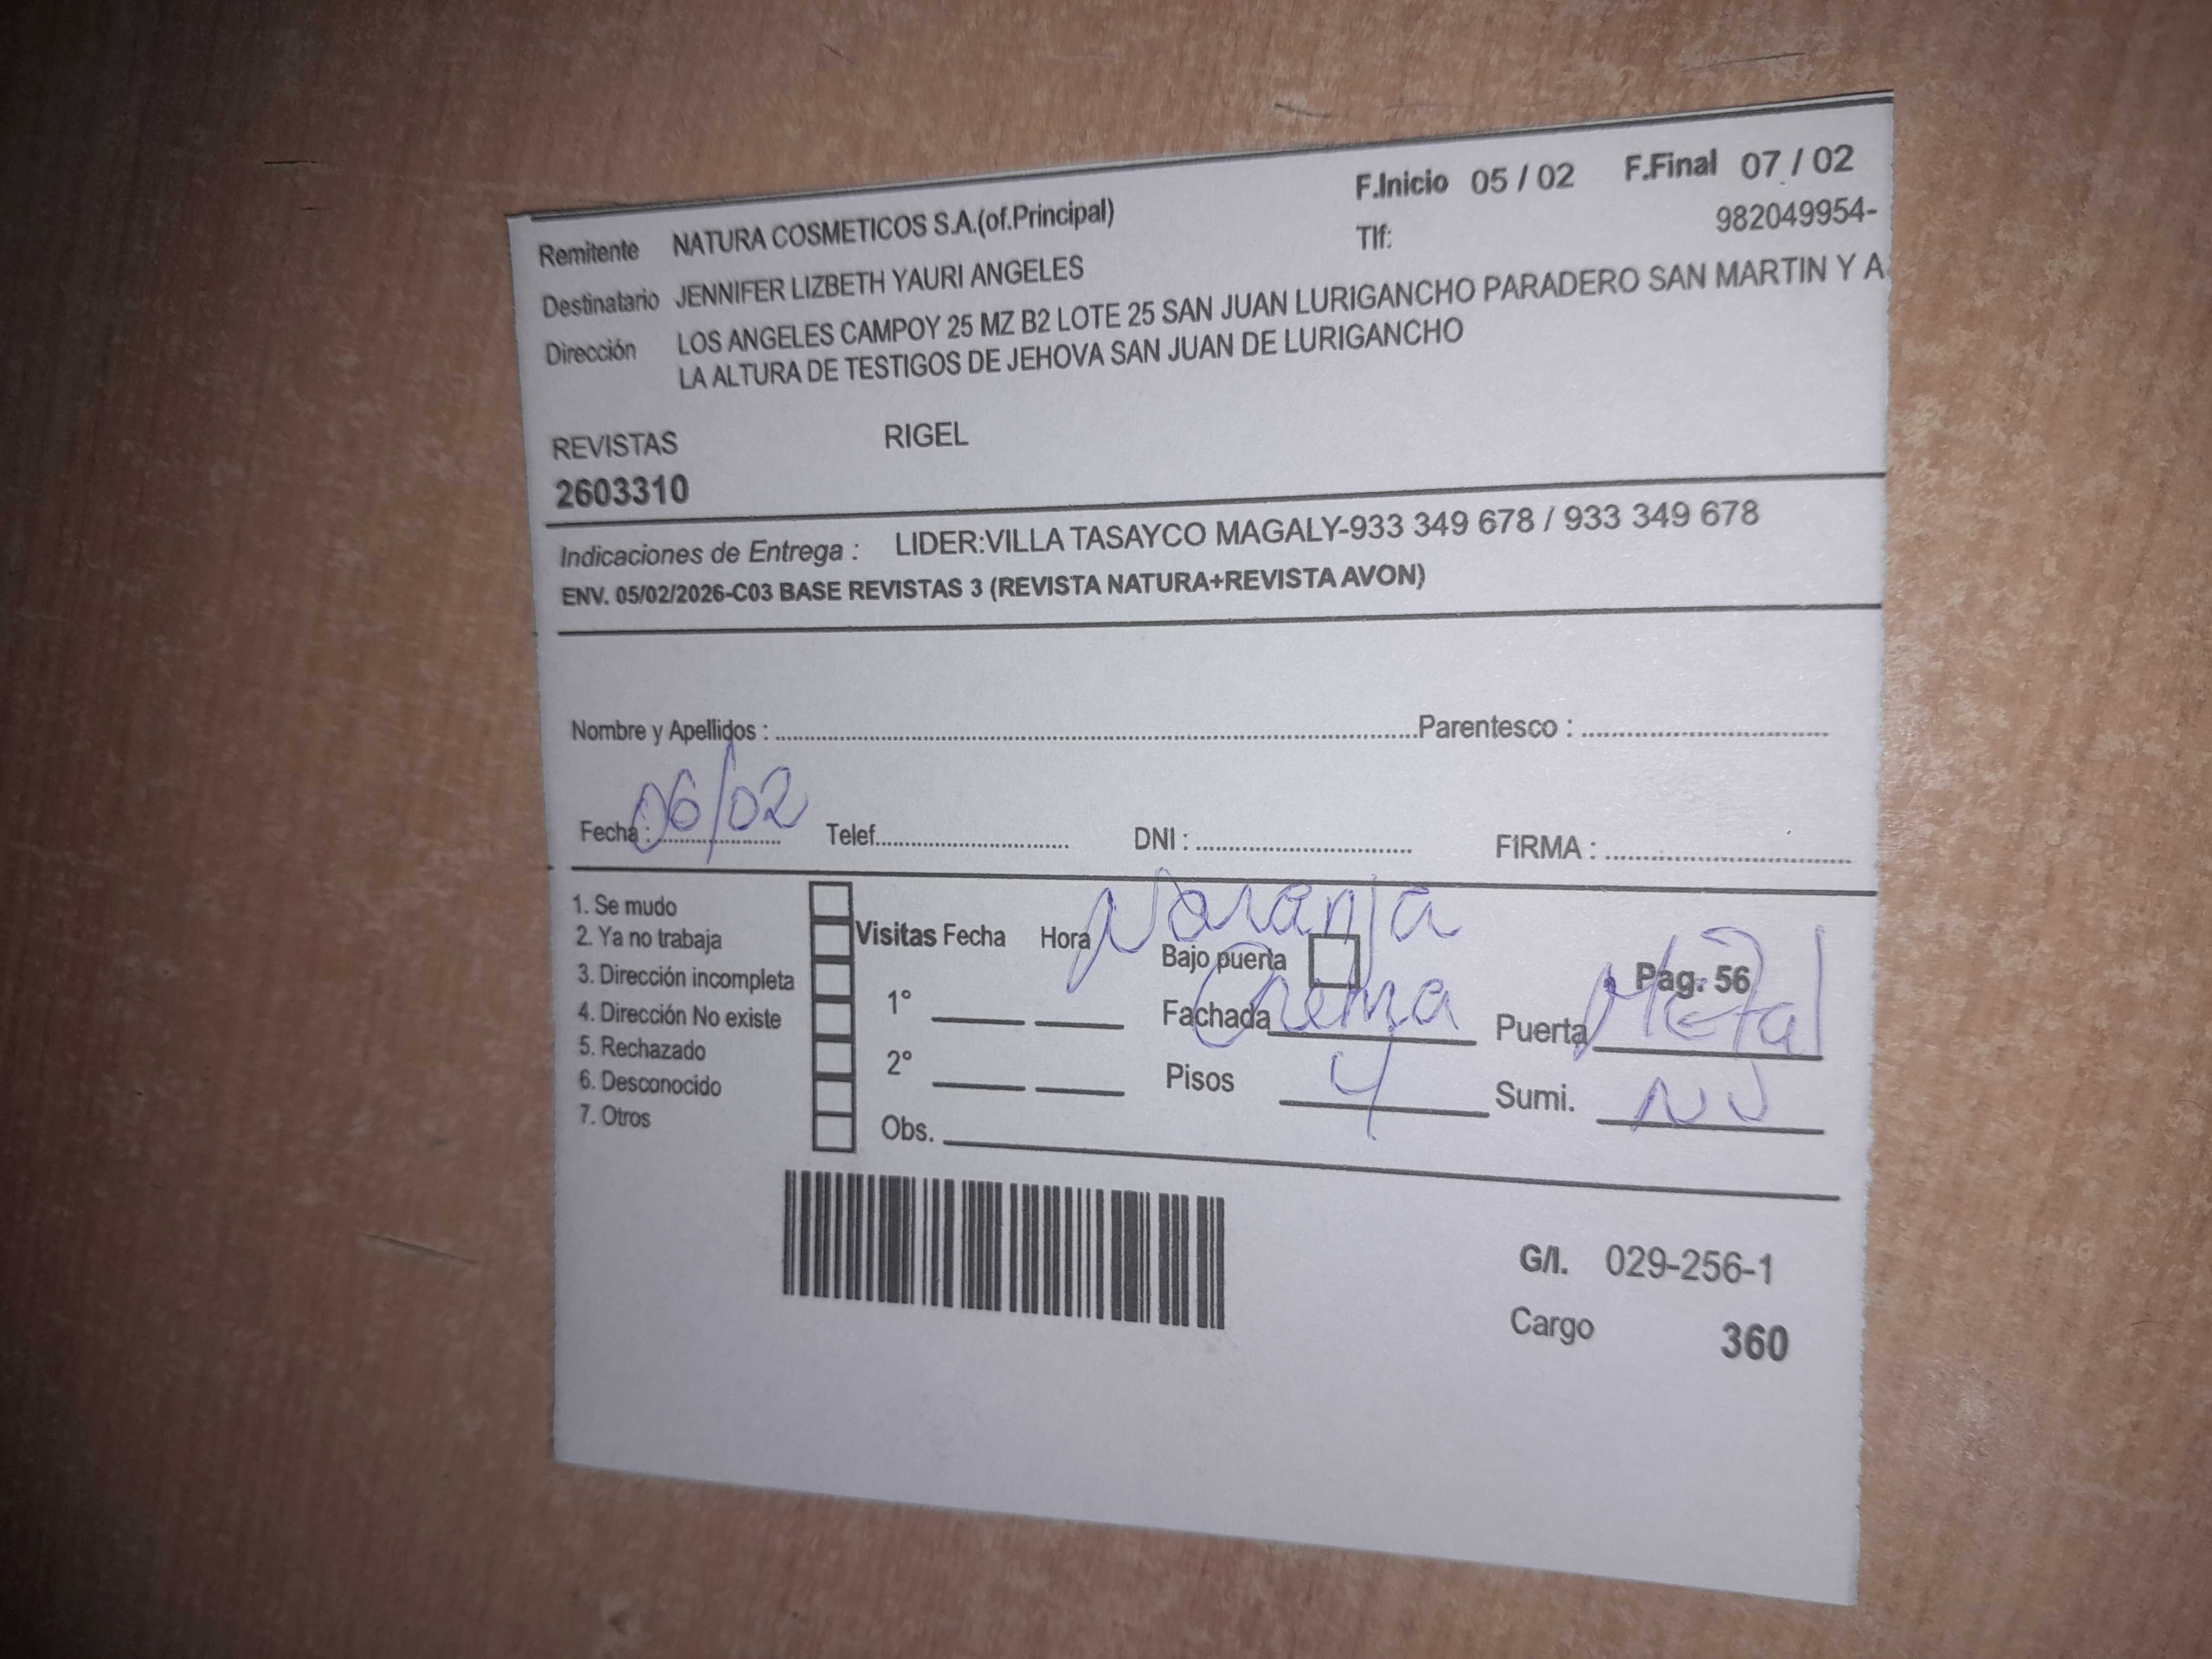 F.Inicio 05 / 02 F.Final 07 / 02
Remitente NATURA COSMETICOS S.A.(of.Principal) Tlf: 982049954-
Destinatario JENNIFER LIZBETH YAURI ANGELES
Dirección LOS ANGELES CAMPOY 25 MZ B2 LOTE 25 SAN JUAN LURIGANCHO PARADERO SAN MARTIN Y A
LA ALTURA DE TESTIGOS DE JEHOVA SAN JUAN DE LURIGANCHO
REVISTAS RIGEL
2603310
Indicaciones de Entrega : LIDER:VILLA TASAYCO MAGALY-933 349 678 / 933 349 678
ENV. 05/02/2026-C03 BASE REVISTAS 3 (REVISTA NATURA+REVISTA AVON)
Nombre y Apellidos : Parentesco :
Fecha : 06/02 Telef. DNI : FIRMA :
1. Se mudo
2. Ya no trabaja
3. Dirección incompleta
4. Dirección No existe
5. Rechazado
6. Desconocido
7. Otros
Visitas Fecha Hora
1°
2°
Obs.
Naranja
Bajo puerta Pag. 56
Fachada Crema Puerta Metal
Pisos 4 Sumi.
G/I. 029-256-1
Cargo 360